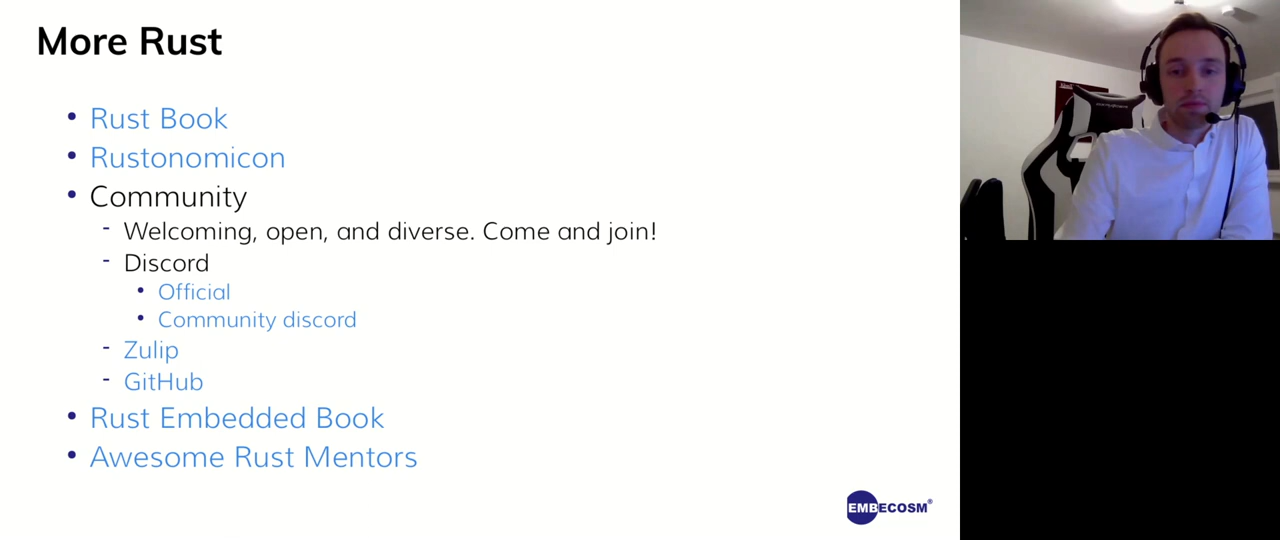 More Rust
• Rust Book
• Rustonomicon
• Community
- Welcoming, open, and diverse. Come and join!
- Discord
• Official
• Community discord
- Zulip
- GitHub
• Rust Embedded Book
• Awesome Rust Mentors
EMBECOSM®